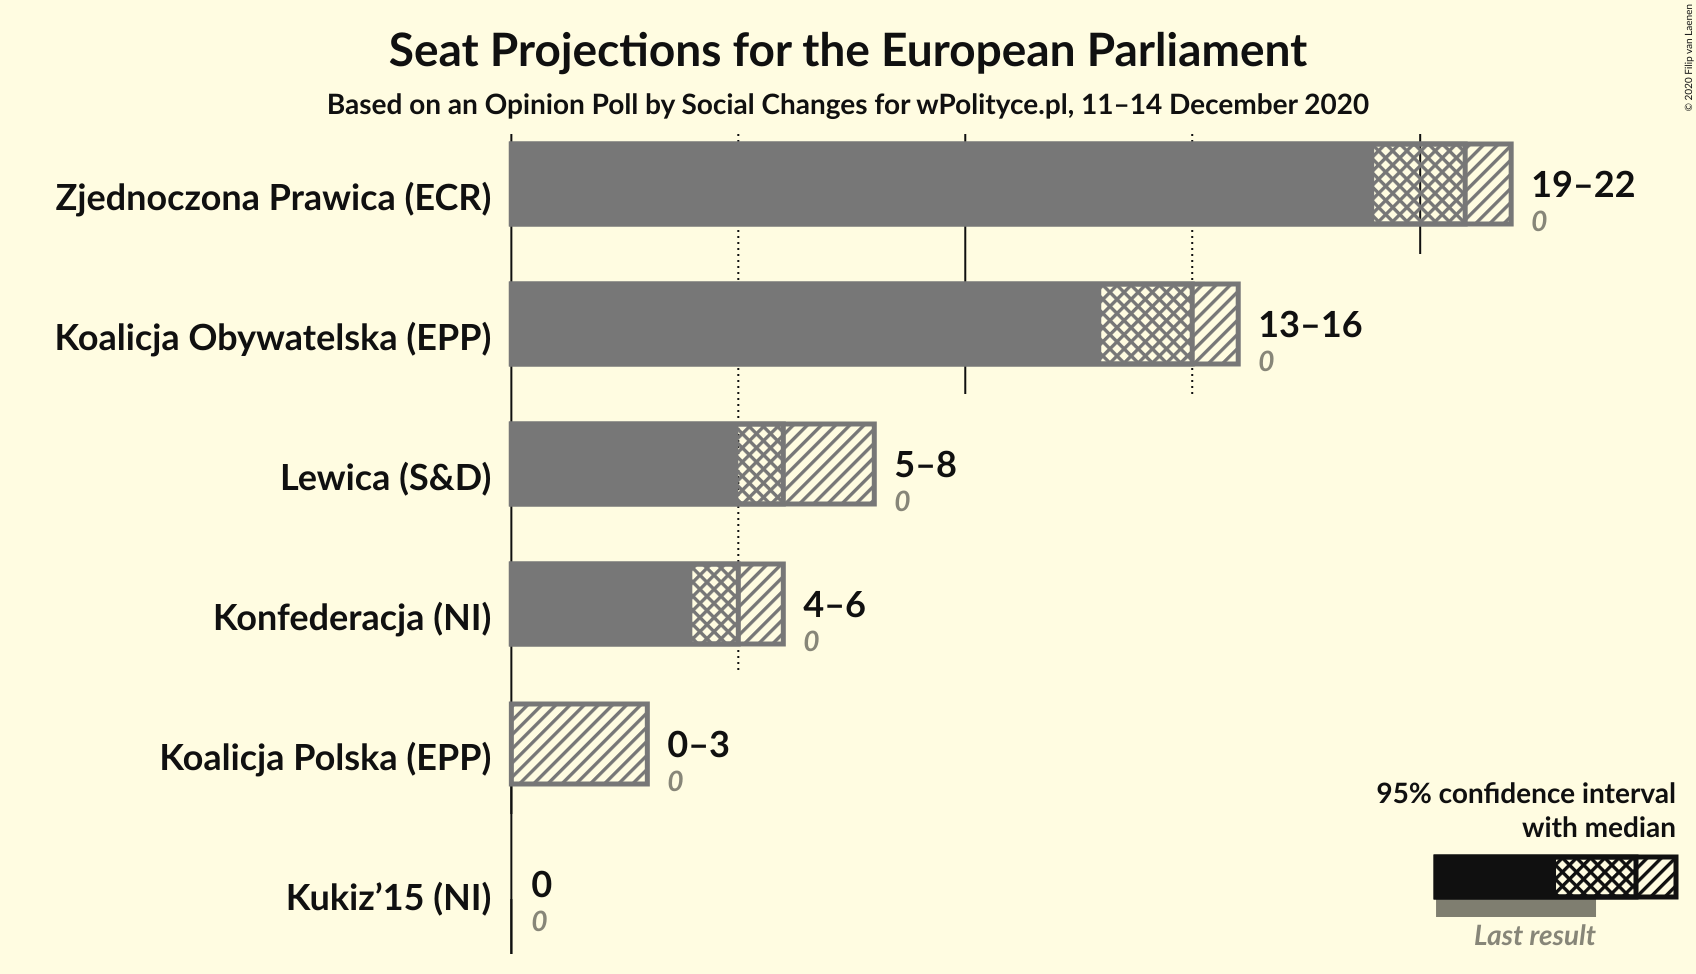 Seat Projections for the European Parliament
Based on an Opinion Poll by Social Changes for wPolityce.pl, 11–14 December 2020
© 2020 Filip van Laenen
Zjednoczona Prawica (ECR)
19–22
0
Koalicja Obywatelska (EPP)
13–16
0
Lewica (S&D)
5–8
0
Konfederacja (NI)
4–6
0
Koalicja Polska (EPP)
0–3
0
Kukiz’15 (NI)
0
0
95% confidence interval
with median
Last result